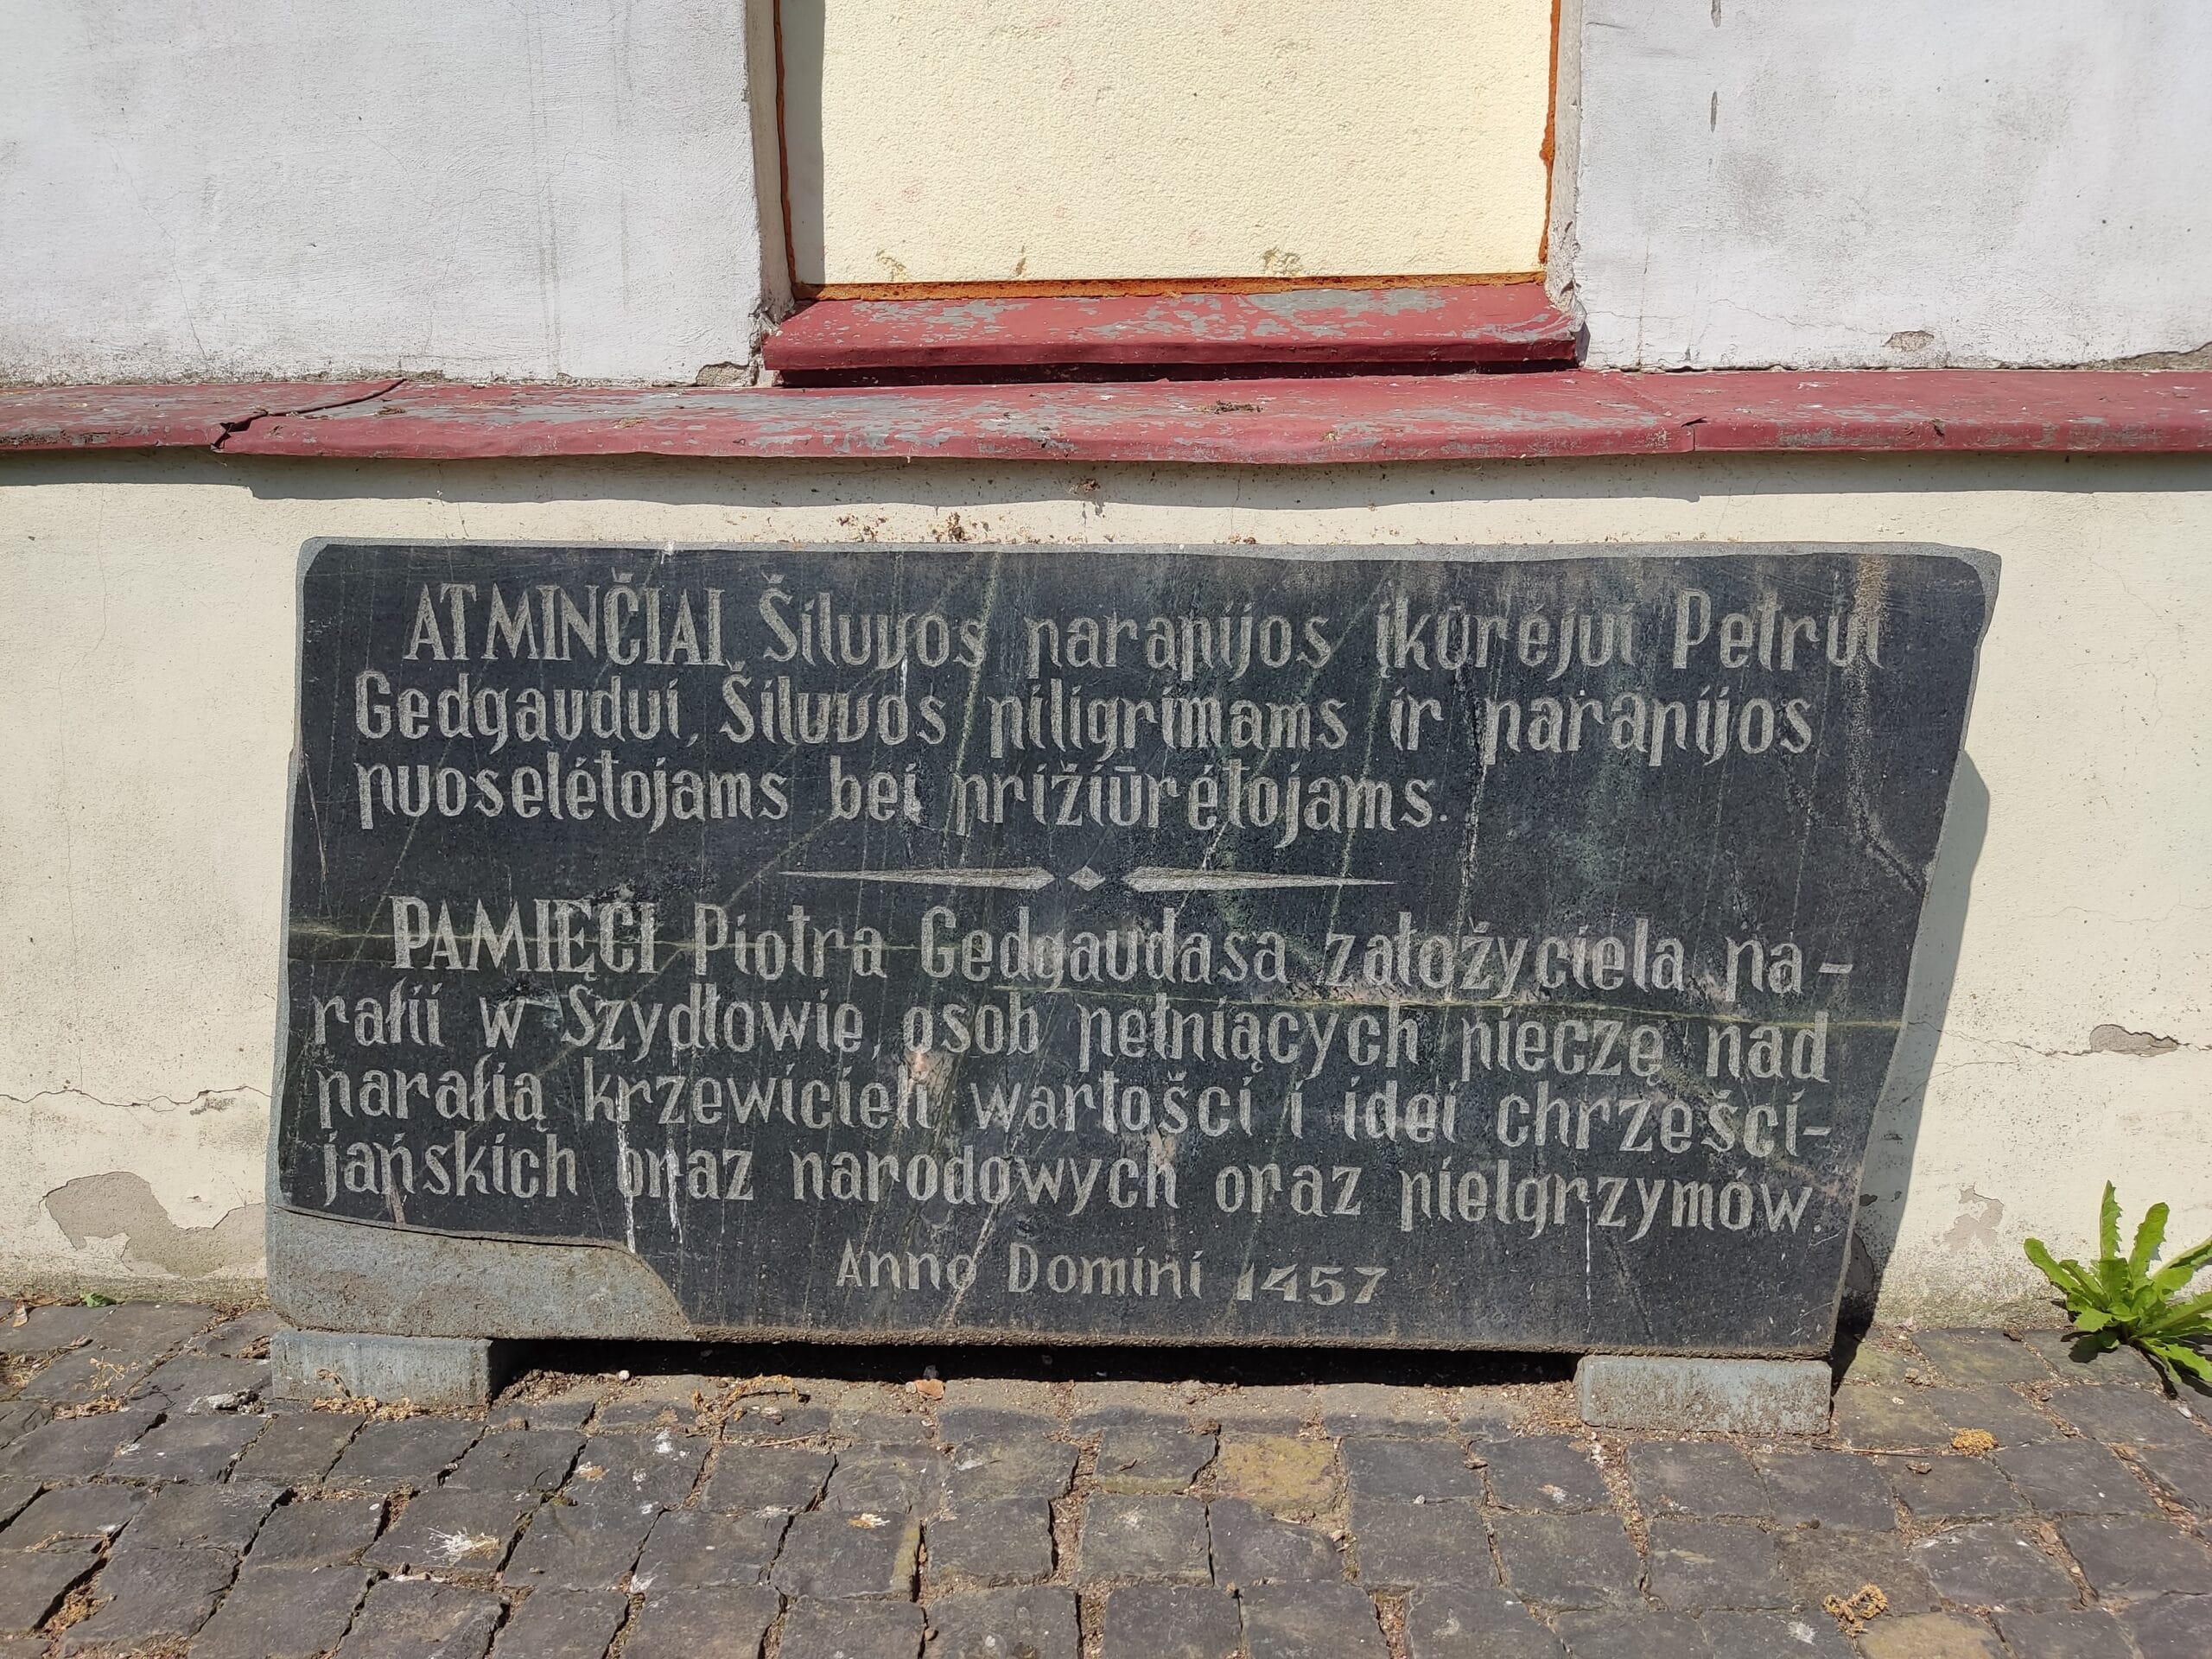 ATMINČIAI Šiluvos parapijos įkūrėjui Petrui
Gedgaudui, Šiluvos piligrimams ir parapijos
puoselėtojams bei prižiūrėtojams.
PAMIĘCI Piotra Gedgaudasa założyciela pa-
rafii w Szydłowie, osob pełniących pieczę nad
parafią krzewicieli wartości i idei chrześci-
jańskich oraz narodowych oraz pielgrzymów.
Anno Domini 1457